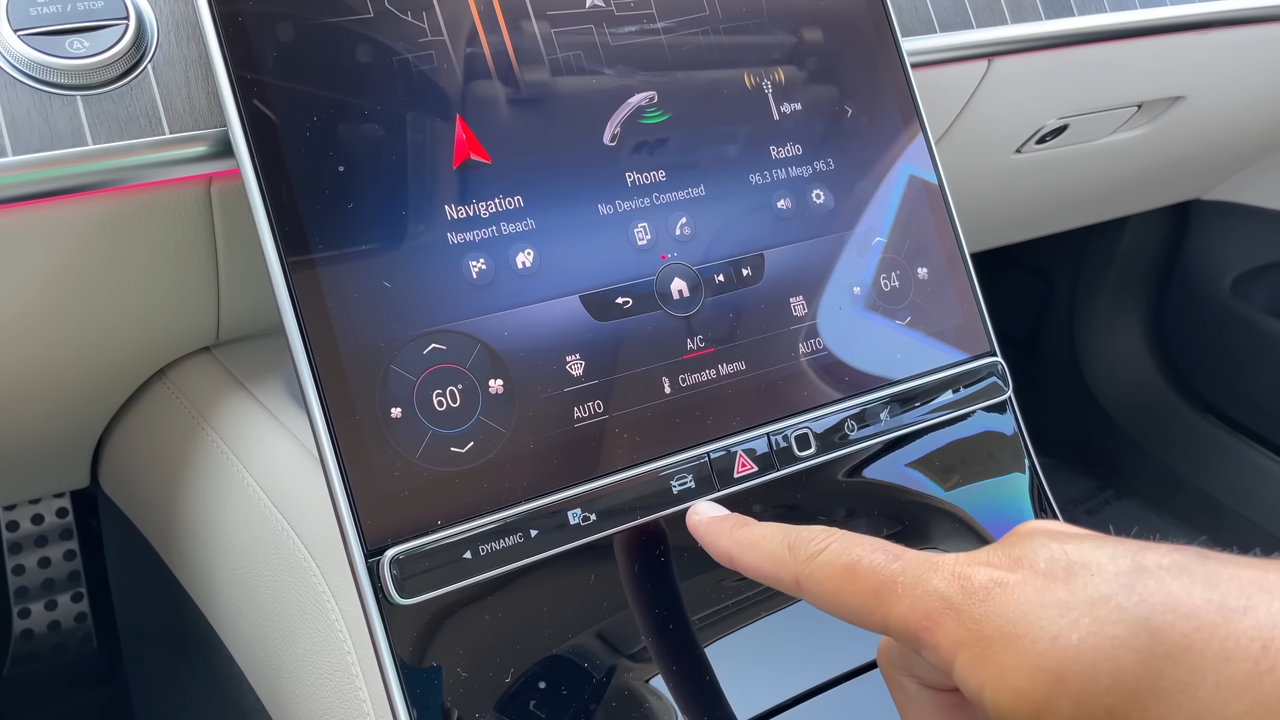 START / STOP
A
HD FM
Navigation
Newport Beach
Phone
No Device Connected
Radio
96.3 FM Mega 96.3
60°
MAX
AUTO
A/C
Climate Menu
REAR
AUTO
64°
◀ DYNAMIC ▶
P